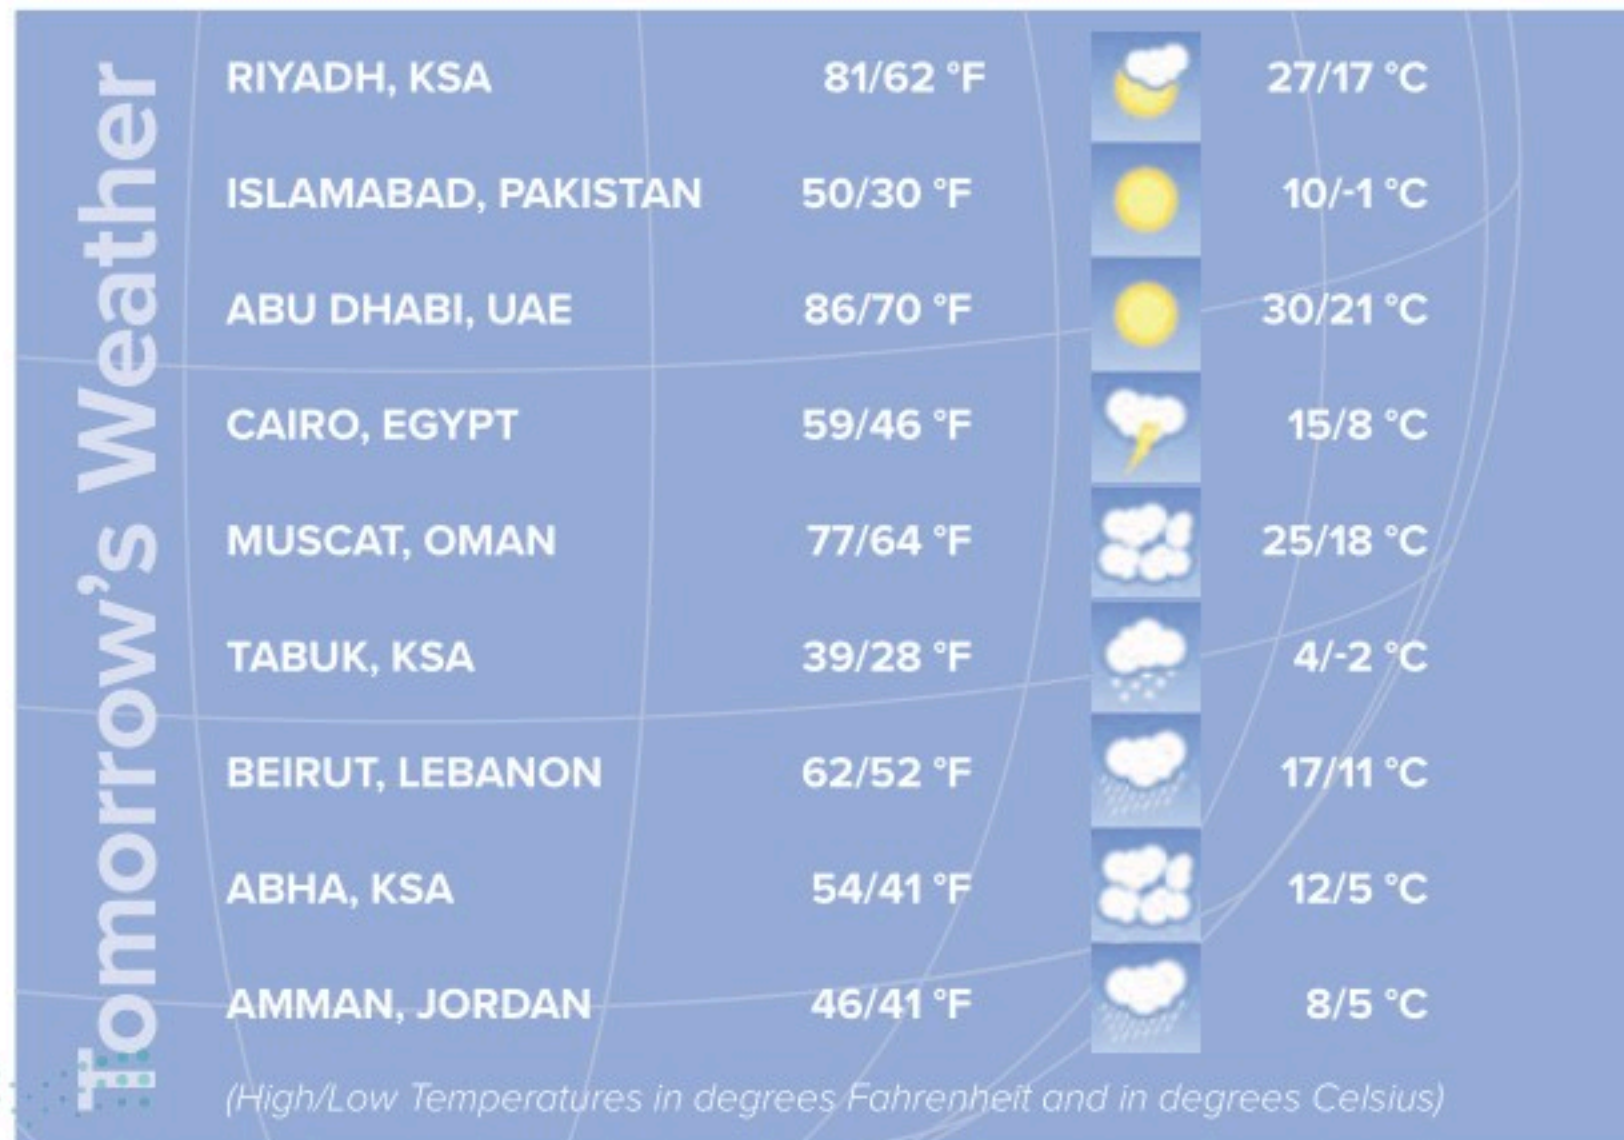 Tomorrow's Weather
RIYADH, KSA 81/62 °F 27/17 °C
ISLAMABAD, PAKISTAN 50/30 °F 10/-1 °C
ABU DHABI, UAE 86/70 °F 30/21 °C
CAIRO, EGYPT 59/46 °F 15/8 °C
MUSCAT, OMAN 77/64 °F 25/18 °C
TABUK, KSA 39/28 °F 4/-2 °C
BEIRUT, LEBANON 62/52 °F 17/11 °C
ABHA, KSA 54/41 °F 12/5 °C
AMMAN, JORDAN 46/41 °F 8/5 °C
(High/Low Temperatures in degrees Fahrenheit and in degrees Celsius)